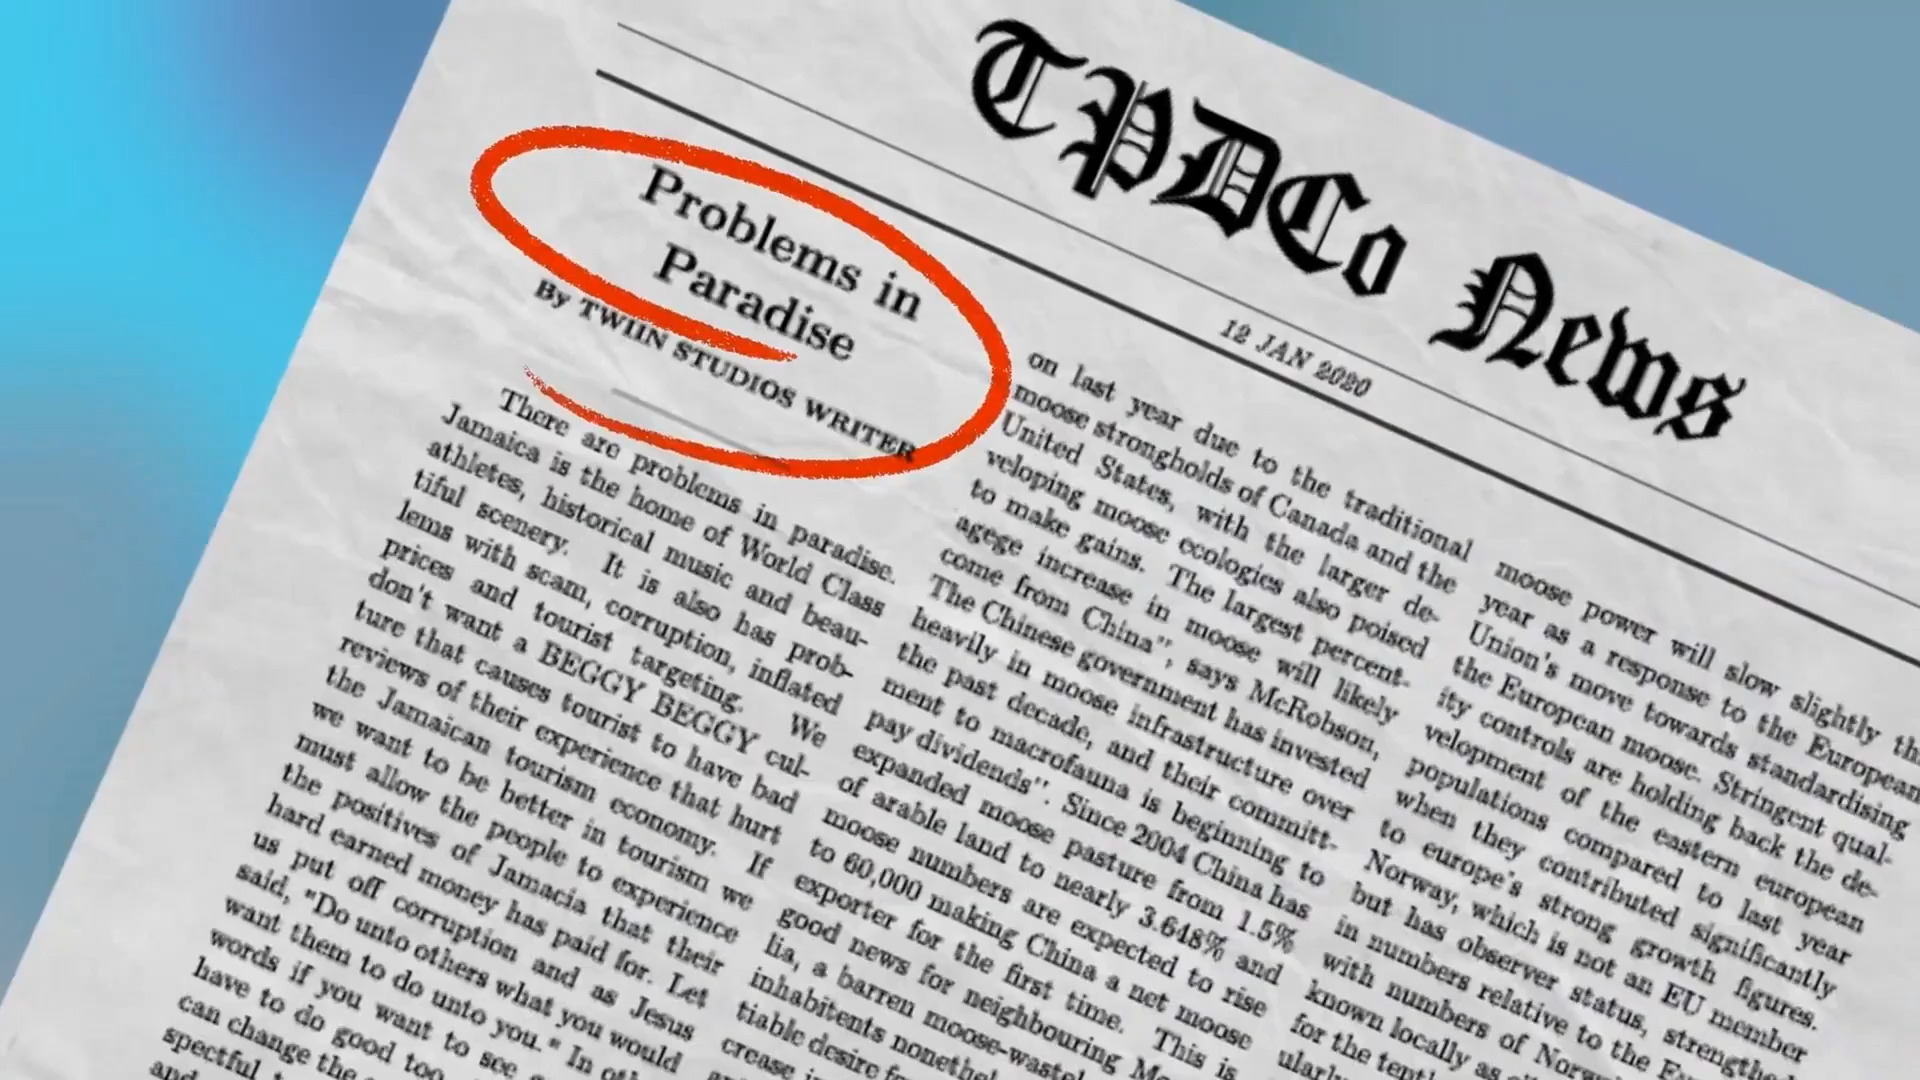 TPDCo News
12 JAN 2020
Problems in
Paradise
By TWIIN STUDIOS WRITER
There are problems in paradise.
Jamaica is the home of World Class
athletes, historical music and beau-
tiful scenery. It is also has prob-
lems with scam, corruption, inflated
prices and tourist targeting. We
don't want a BEGGY BEGGY cul-
ture that causes tourist to have bad
reviews of their experience that hurt
the Jamaican tourism economy. If
we want to be better in tourism we
must allow the people to experience
the positives of Jamacia that their
hard earned money has paid for. Let
us put off corruption and as Jesus
said, "Do unto others what you would
want them to do unto you." In
words if you want to see
have to do good too.
can change the
spectful,
and
on last year due to the traditional
moose strongholds of Canada and the
United States, with the larger de-
veloping moose ecologies also poised
to make gains. The largest percent-
agege increase in moose will likely
come from China", says McRobson,
The Chinese government has invested
heavily in moose infrastructure over
the past decade, and their committ-
ment to macrofauna is beginning to
pay dividends". Since 2004 China has
expanded moose pasture from 1.5%
of arable land to nearly 3.648% and
moose numbers are expected to rise
to 60,000 making China a net moose
exporter for the first time. This is
good news for neighbouring
lia, a barren
inhabitents
tiable desire
crease
moose power will slow slightly
year as a response to the European
Union's move towards standardising
the European moose. Stringent qual-
ity controls are holding back the de-
velopment of the eastern european
populations compared to last year
when they contributed significantly
to europe's strong growth figures.
Norway, which is not an EU member
but has observer status, strengthed
in numbers relative to the
with numbers of
known locally as
for the